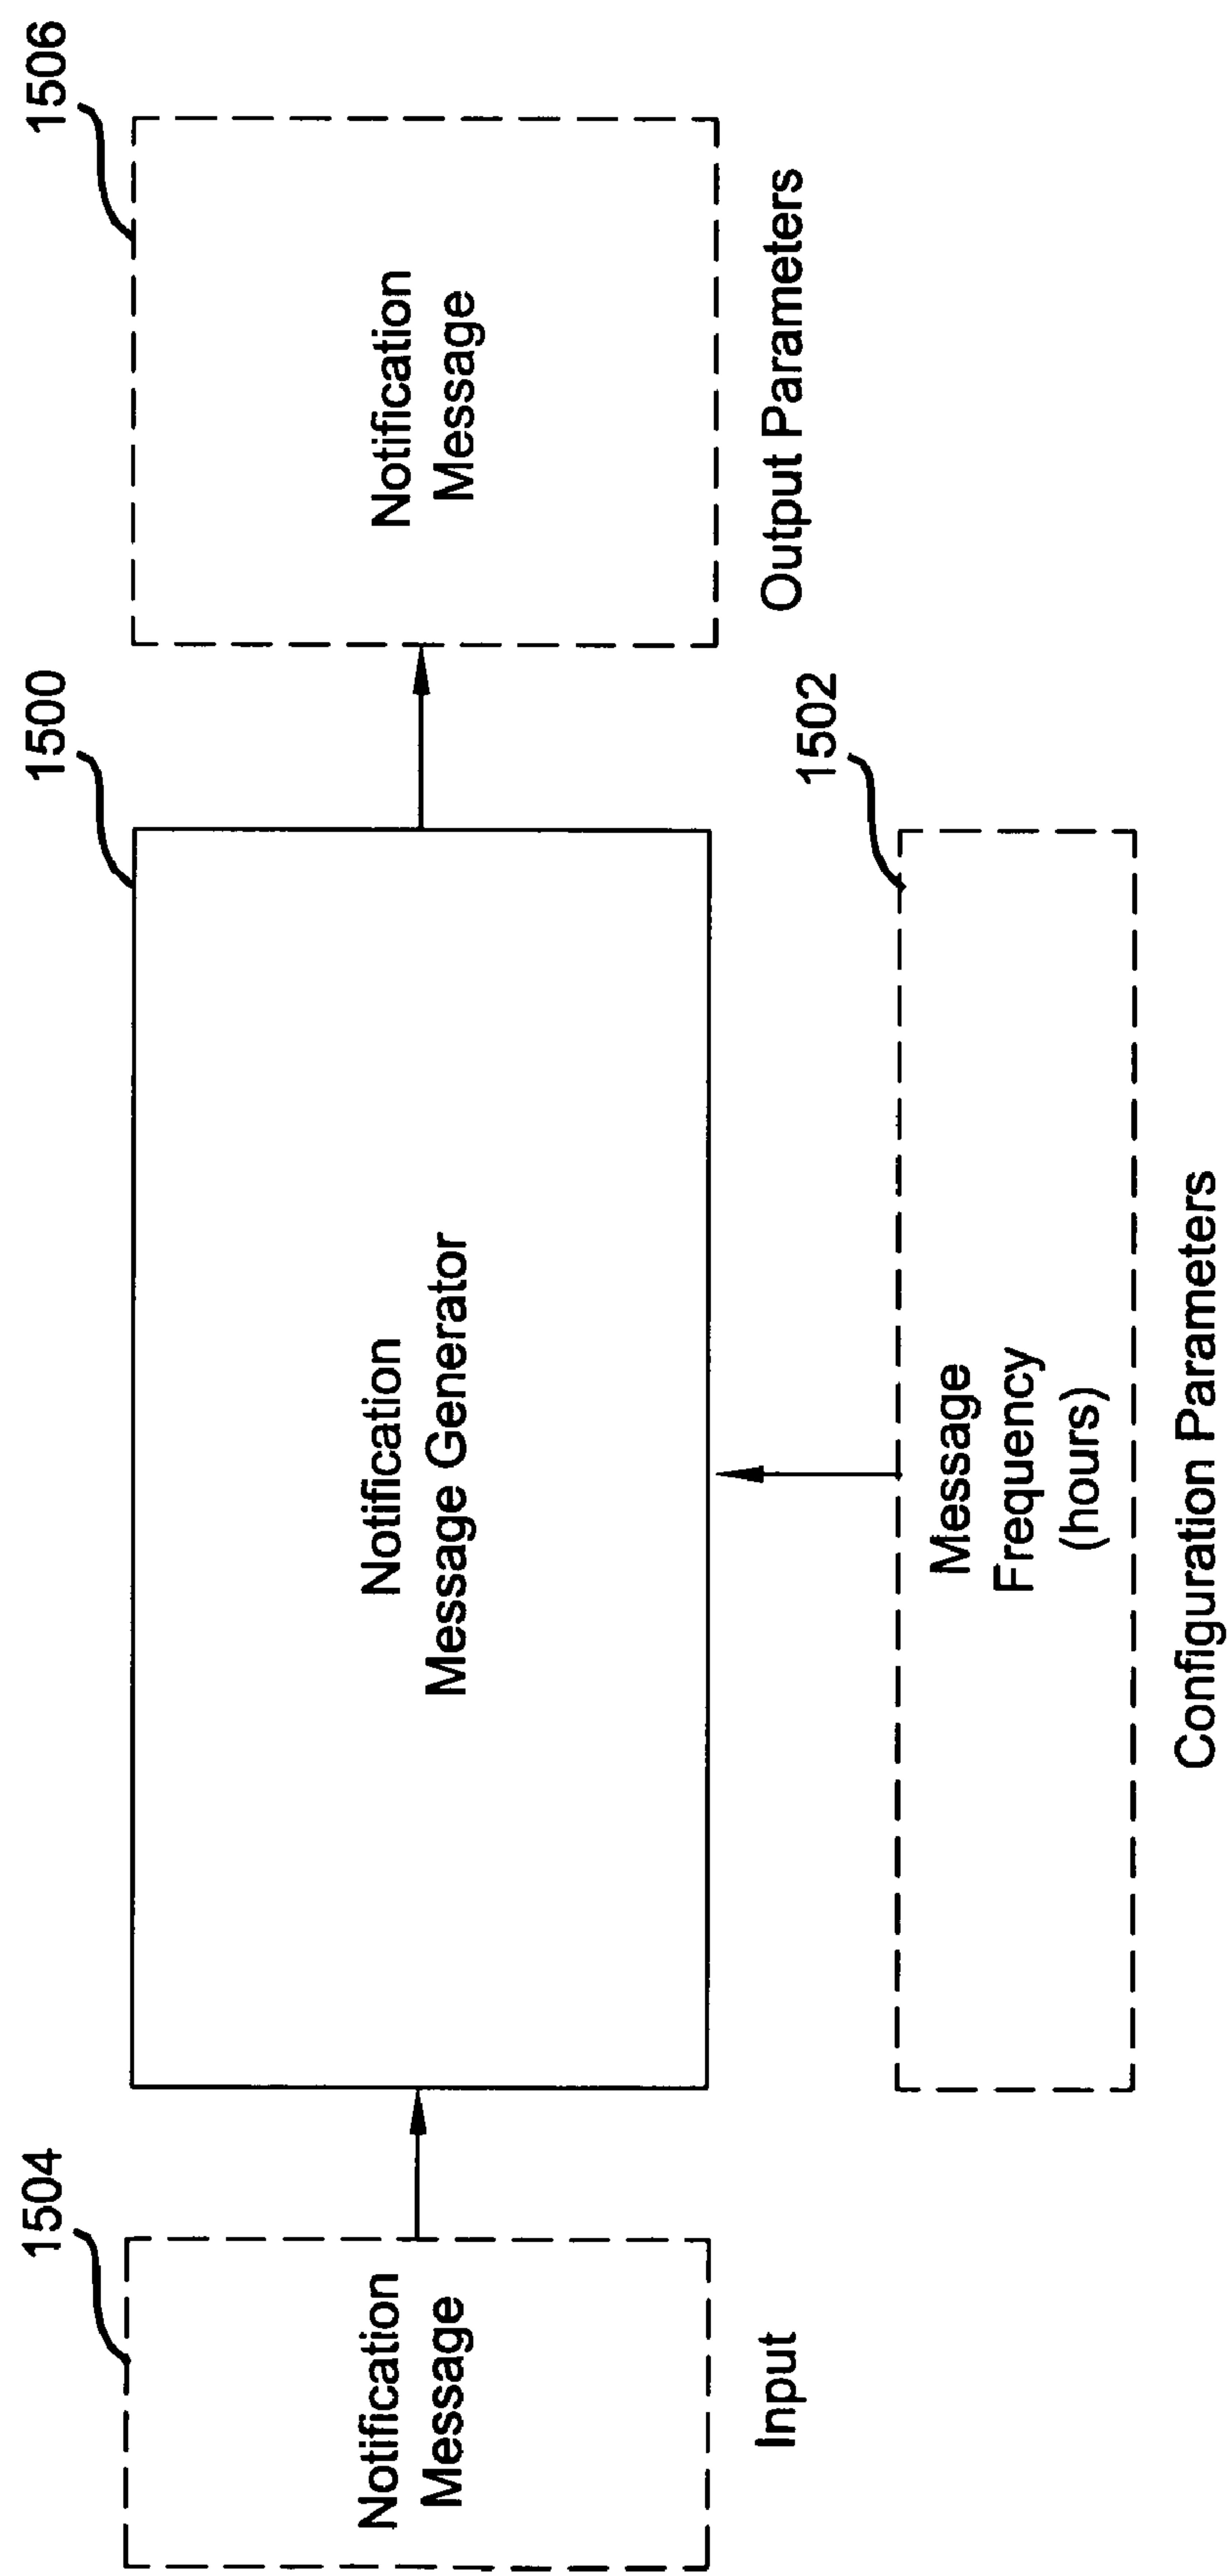 1504
Notification
Message
Input
1500
Notification
Message Generator
1502
Message
Frequency
(hours)
Configuration Parameters
1506
Notification
Message
Output Parameters